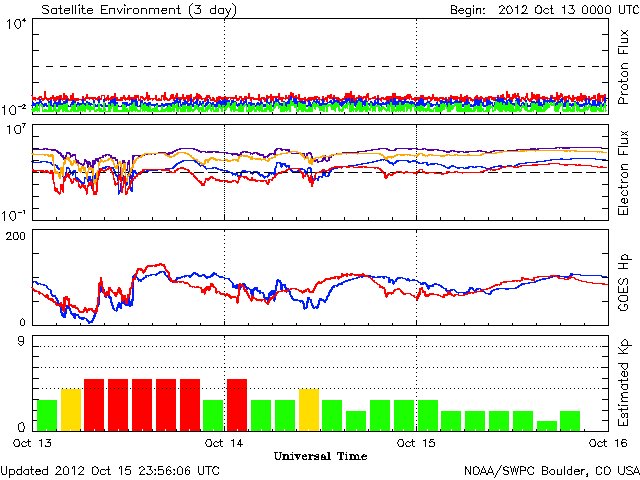 Satellite Environment (3 day) Begin: 2012 Oct 13 0000 UTC
10⁴
10⁻²
Proton Flux
10⁷
10⁻¹
Electron Flux
200
0
GOES Hp
9
0
Estimated Kp
Oct 13 Oct 14 Oct 15 Oct 16
Universal Time
Updated 2012 Oct 15 23:56:06 UTC NOAA/SWPC Boulder, CO USA